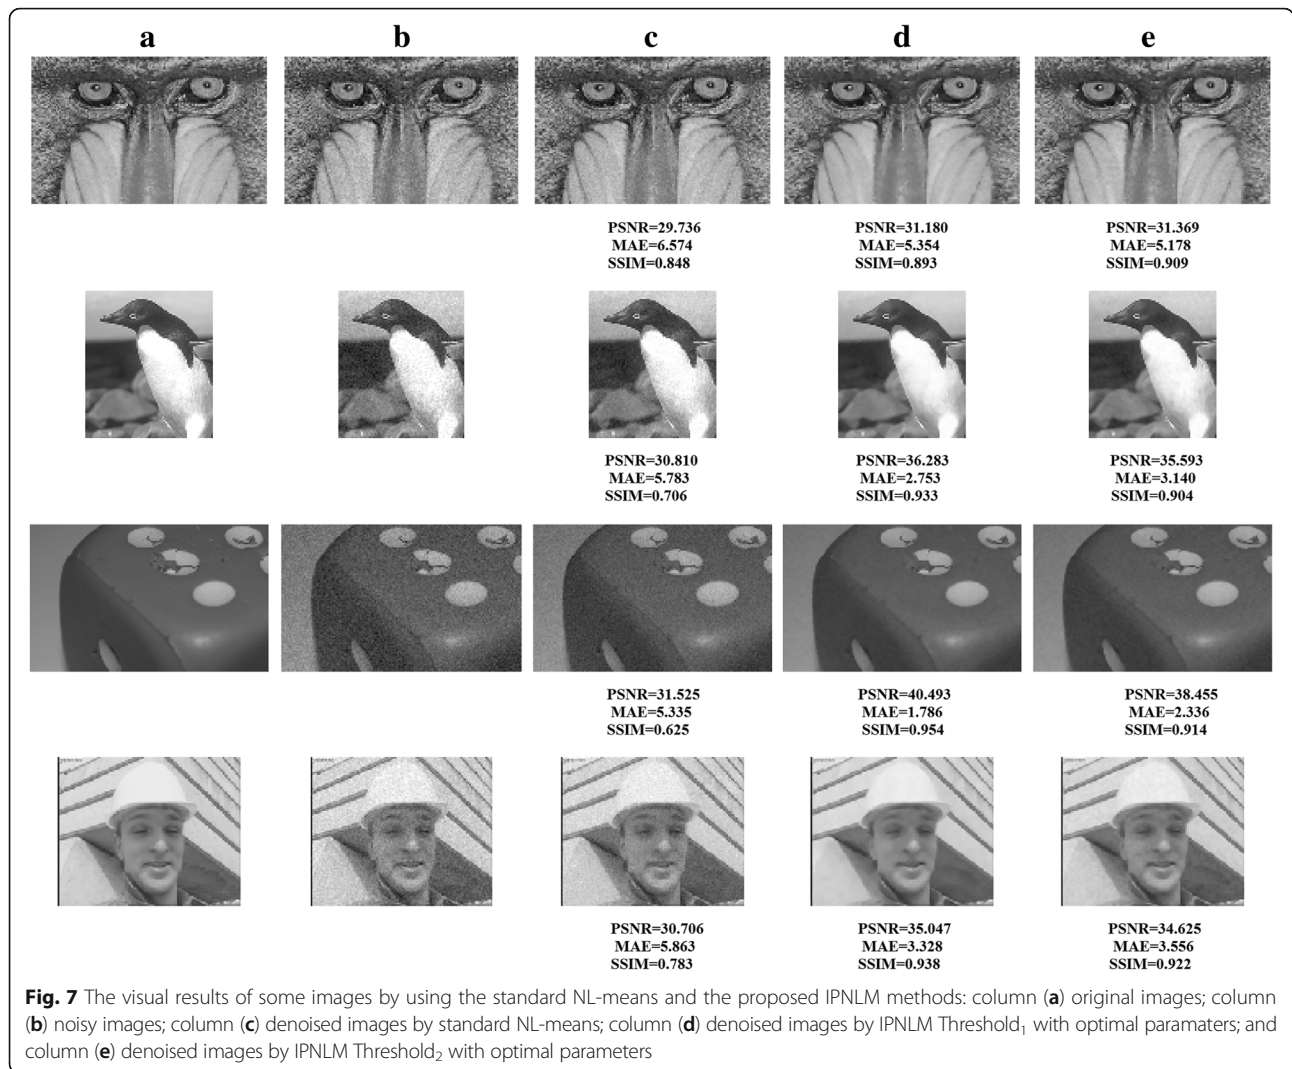 a b c d e
PSNR=29.736 PSNR=31.180 PSNR=31.369
MAE=6.574 MAE=5.354 MAE=5.178
SSIM=0.848 SSIM=0.893 SSIM=0.909
PSNR=30.810 PSNR=36.283 PSNR=35.593
MAE=5.783 MAE=2.753 MAE=3.140
SSIM=0.706 SSIM=0.933 SSIM=0.904
PSNR=31.525 PSNR=40.493 PSNR=38.455
MAE=5.335 MAE=1.786 MAE=2.336
SSIM=0.625 SSIM=0.954 SSIM=0.914
PSNR=30.706 PSNR=35.047 PSNR=34.625
MAE=5.863 MAE=3.328 MAE=3.556
SSIM=0.783 SSIM=0.938 SSIM=0.922
Fig. 7 The visual results of some images by using the standard NL-means and the proposed IPNLM methods: column (a) original images; column
(b) noisy images; column (c) denoised images by standard NL-means; column (d) denoised images by IPNLM Threshold₁ with optimal paramaters; and
column (e) denoised images by IPNLM Threshold₂ with optimal parameters